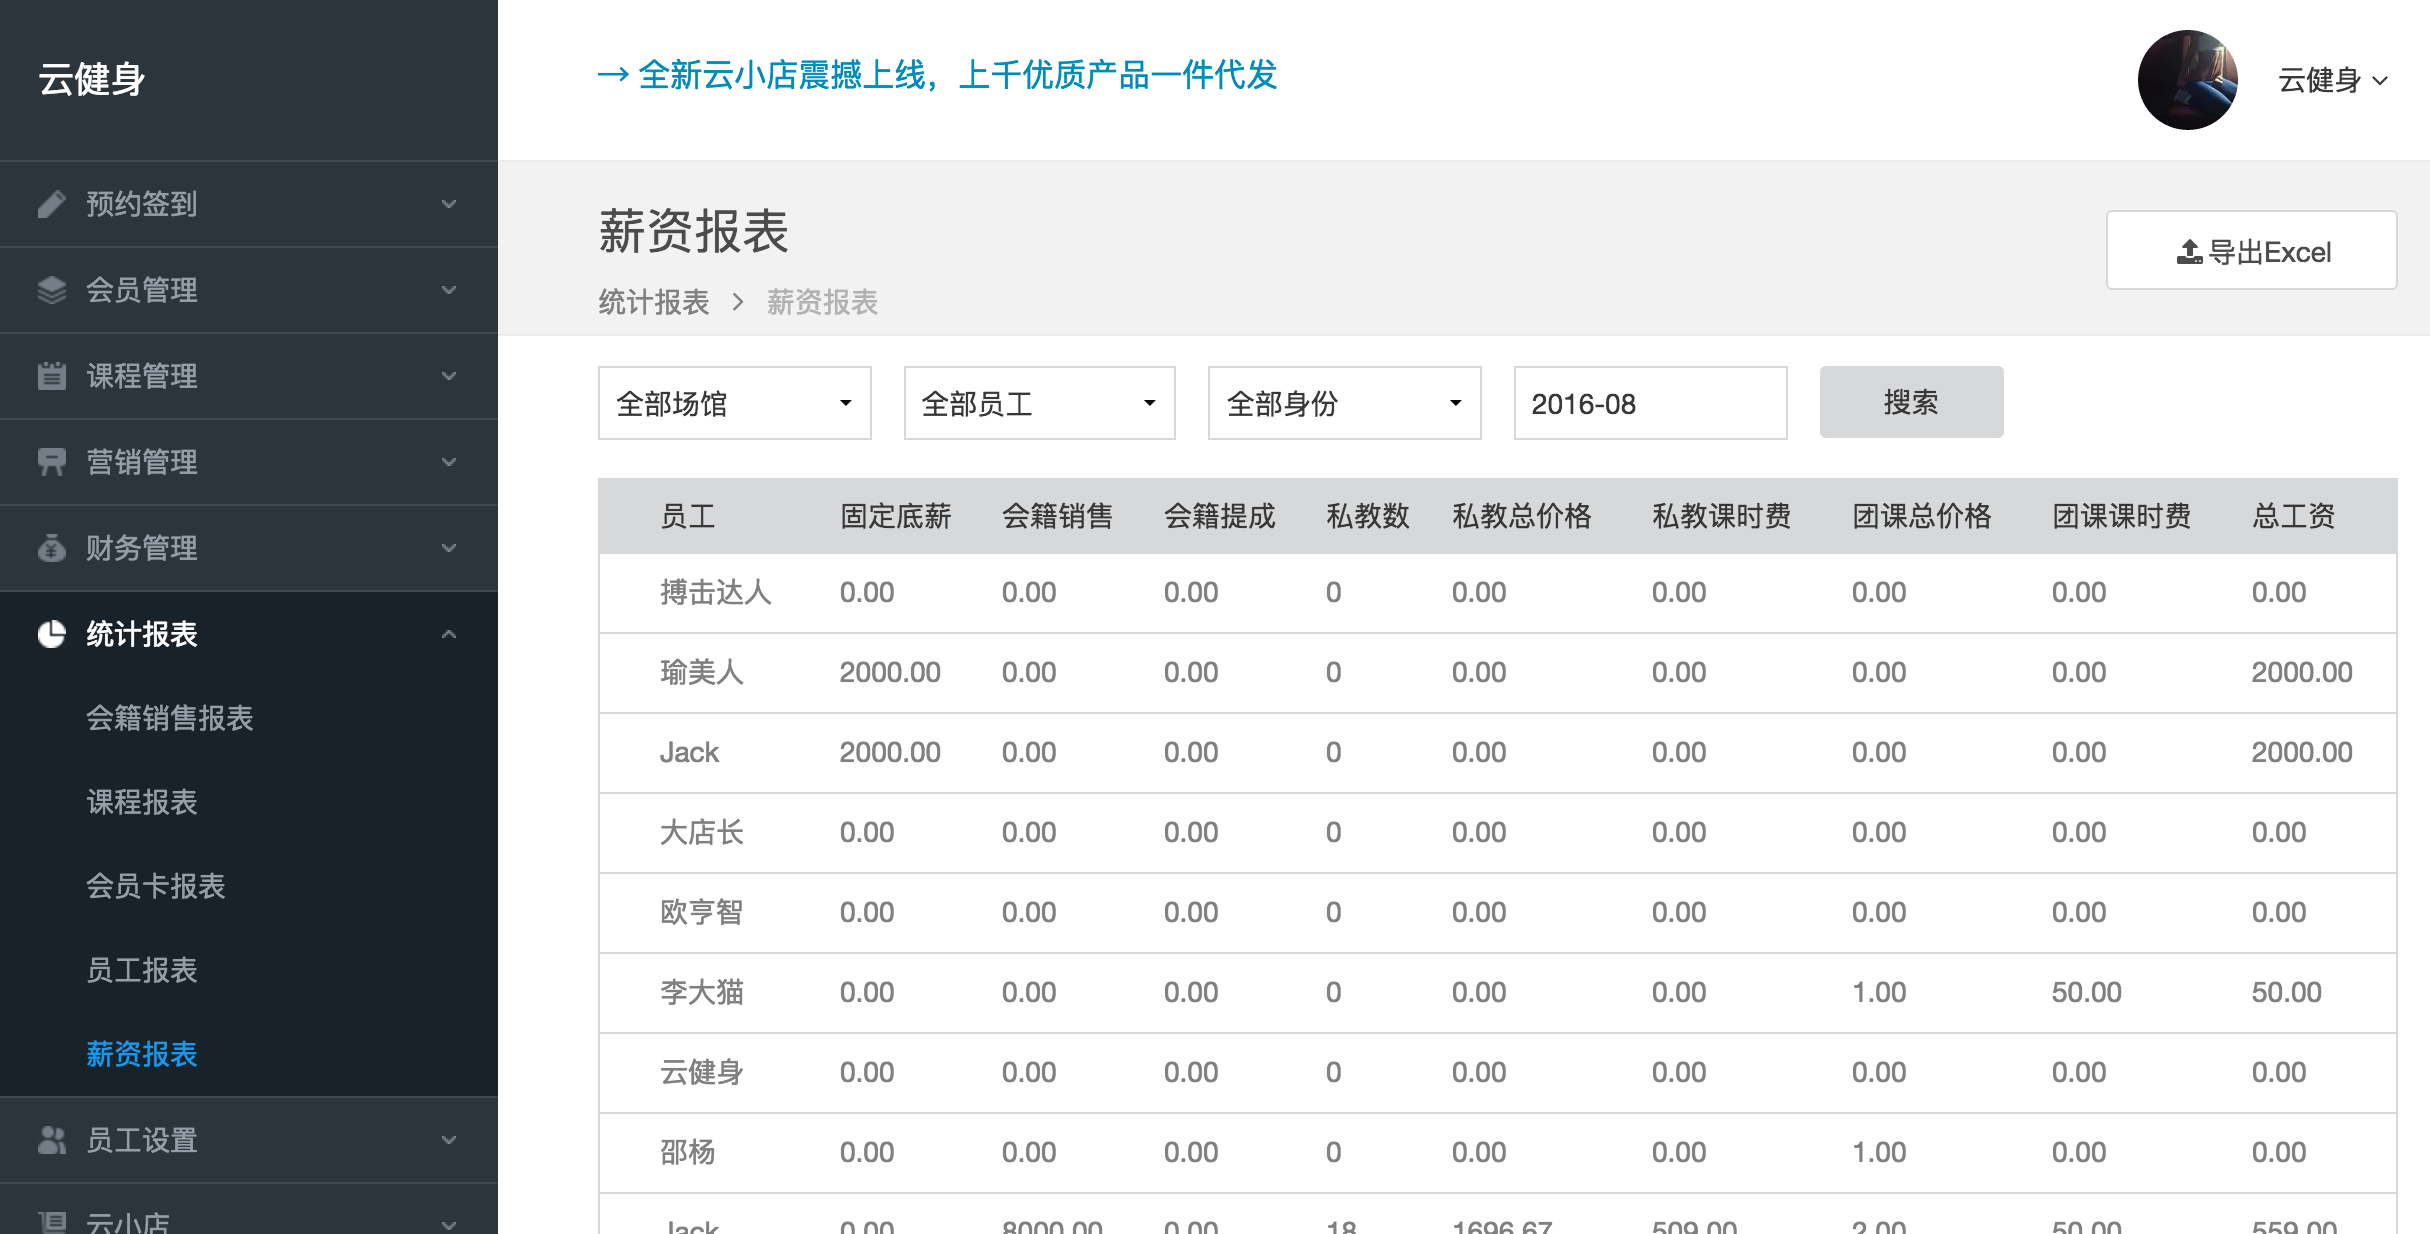 云健身
预约签到
会员管理
课程管理
营销管理
财务管理
统计报表
会籍销售报表
课程报表
会员卡报表
员工报表
薪资报表
员工设置
云小店
→ 全新云小店震撼上线，上千优质产品一件代发
云健身
薪资报表
统计报表 > 薪资报表
导出Excel
全部场馆 全部员工 全部身份 2016-08 搜索
员工 固定底薪 会籍销售 会籍提成 私教数 私教总价格 私教课时费 团课总价格 团课课时费 总工资
搏击达人 0.00 0.00 0.00 0 0.00 0.00 0.00 0.00 0.00
瑜美人 2000.00 0.00 0.00 0 0.00 0.00 0.00 0.00 2000.00
Jack 2000.00 0.00 0.00 0 0.00 0.00 0.00 0.00 2000.00
大店长 0.00 0.00 0.00 0 0.00 0.00 0.00 0.00 0.00
欧亨智 0.00 0.00 0.00 0 0.00 0.00 0.00 0.00 0.00
李大猫 0.00 0.00 0.00 0 0.00 0.00 1.00 50.00 50.00
云健身 0.00 0.00 0.00 0 0.00 0.00 0.00 0.00 0.00
邵杨 0.00 0.00 0.00 0 0.00 0.00 1.00 0.00 0.00
Jack 0.00 8000.00 0.00 18 1696.67 509.00 2.00 50.00 559.00